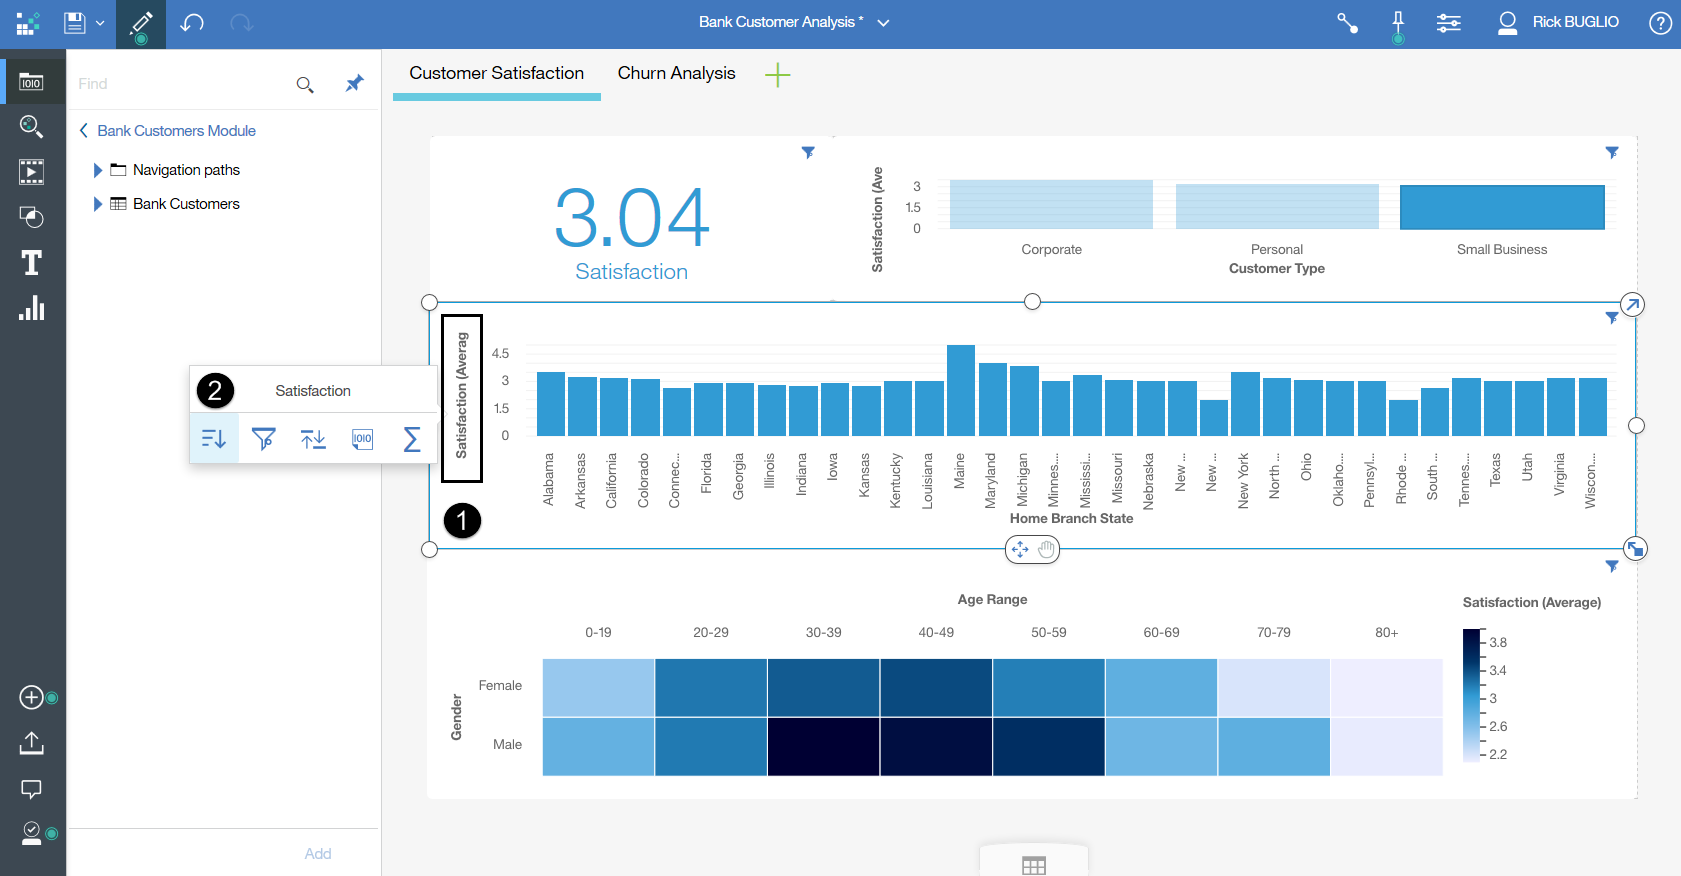 Bank Customer Analysis *
Rick BUGLIO
?
Find
Customer Satisfaction
Churn Analysis
Bank Customers Module
Navigation paths
Bank Customers
3.04
Satisfaction
Satisfaction (Ave
3
1.5
0
Corporate
Personal
Small Business
Customer Type
Satisfaction (Averag
4.5
3
1.5
0
Alabama
Arkansas
California
Colorado
Connec...
Florida
Georgia
Illinois
Indiana
Iowa
Kansas
Kentucky
Louisiana
Maine
Maryland
Michigan
Minnes....
Mississi...
Missouri
Nebraska
New ...
New ...
New York
North ...
Ohio
Oklaho....
Pennsyl...
Rhode ...
South ...
Tennes....
Texas
Utah
Virginia
Wiscon....
Home Branch State
2
Satisfaction
1010
1
Age Range
0-19
20-29
30-39
40-49
50-59
60-69
70-79
80+
Gender
Female
Male
Satisfaction (Average)
3.8
3.4
3
2.6
2.2
1010
T
Add